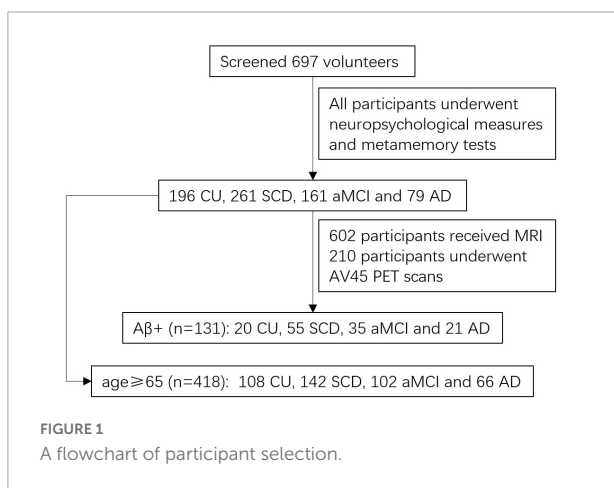 Screened 697 volunteers
All participants underwent
neuropsychological measures
and metamemory tests
196 CU, 261 SCD, 161 aMCI and 79 AD
602 participants received MRI
210 participants underwent
AV45 PET scans
Aβ+ (n=131): 20 CU, 55 SCD, 35 aMCI and 21 AD
age≥65 (n=418): 108 CU, 142 SCD, 102 aMCI and 66 AD
FIGURE 1
A flowchart of participant selection.